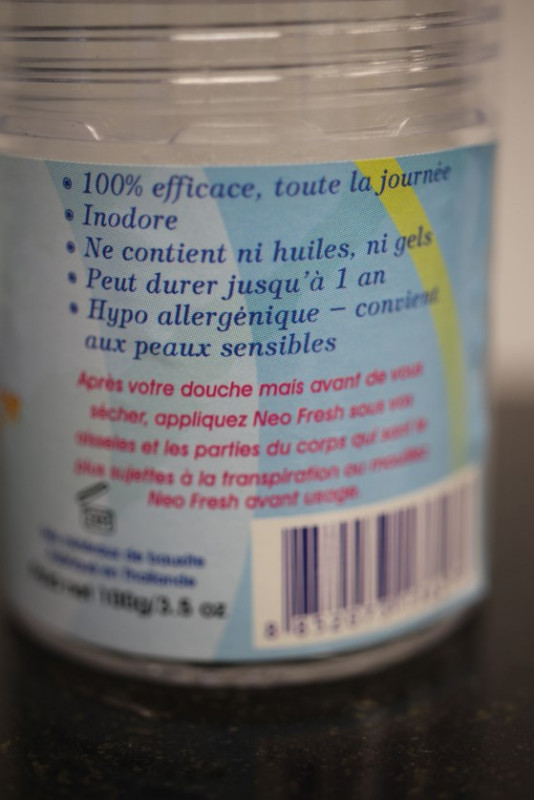 100% efficace, toute la journée
Inodore
Ne contient ni huiles, ni gels
Peut durer jusqu'à 1 an
Hypo allergénique – convient
aux peaux sensibles
Après votre douche mais avant de vous
sécher, appliquez Neo Fresh sous vos
aisselles et les parties du corps qui sont le
plus sujettes à la transpiration ou mouillez
Neo Fresh avant usage.
en Thaïlande
net 100g/3.5 oz